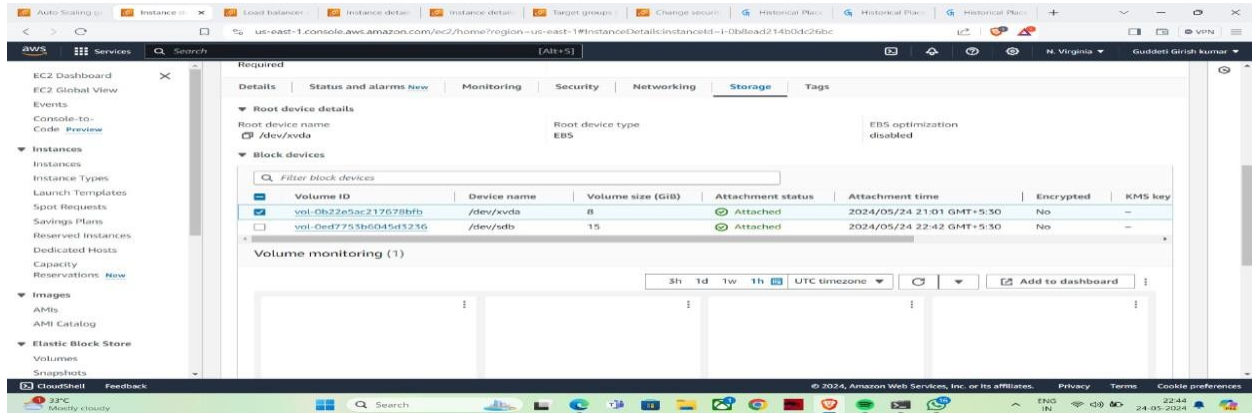 Auto Scaling g
Instance d
Load balancer
Instance detai
Instance detai
Target groups
Change securi
Historical Plac
Historical Plac
Historical Plac
us-east-1.console.aws.amazon.com/ec2/home?region=us-east-1#InstanceDetails:instanceId=i-0b8ead214b0dc26bc
VPN
aws Services Search [Alt+S] N. Virginia Guddeti Girish kumar
EC2 Dashboard
EC2 Global View
Events
Console-to-
Code Preview
Instances
Instances
Instance Types
Launch Templates
Spot Requests
Savings Plans
Reserved Instances
Dedicated Hosts
Capacity
Reservations New
Images
AMIs
AMI Catalog
Elastic Block Store
Volumes
Snapshots
Required
Details Status and alarms New Monitoring Security Networking Storage Tags
Root device details
Root device name Root device type EBS optimization
/dev/xvda EBS disabled
Block devices
Filter block devices
Volume ID Device name Volume size (GiB) Attachment status Attachment time Encrypted KMS key
vol-0b22e5ac217678bfb /dev/xvda 8 Attached 2024/05/24 21:01 GMT+5:30 No –
vol-0ed7753b6045d3236 /dev/sdb 15 Attached 2024/05/24 22:42 GMT+5:30 No –
Volume monitoring (1)
3h 1d 1w 1h UTC timezone Add to dashboard
CloudShell Feedback © 2024, Amazon Web Services, Inc. or its affiliates. Privacy Terms Cookie preferences
33°C
Mostly cloudy
Search
ENG
IN
22:44
24-05-2024